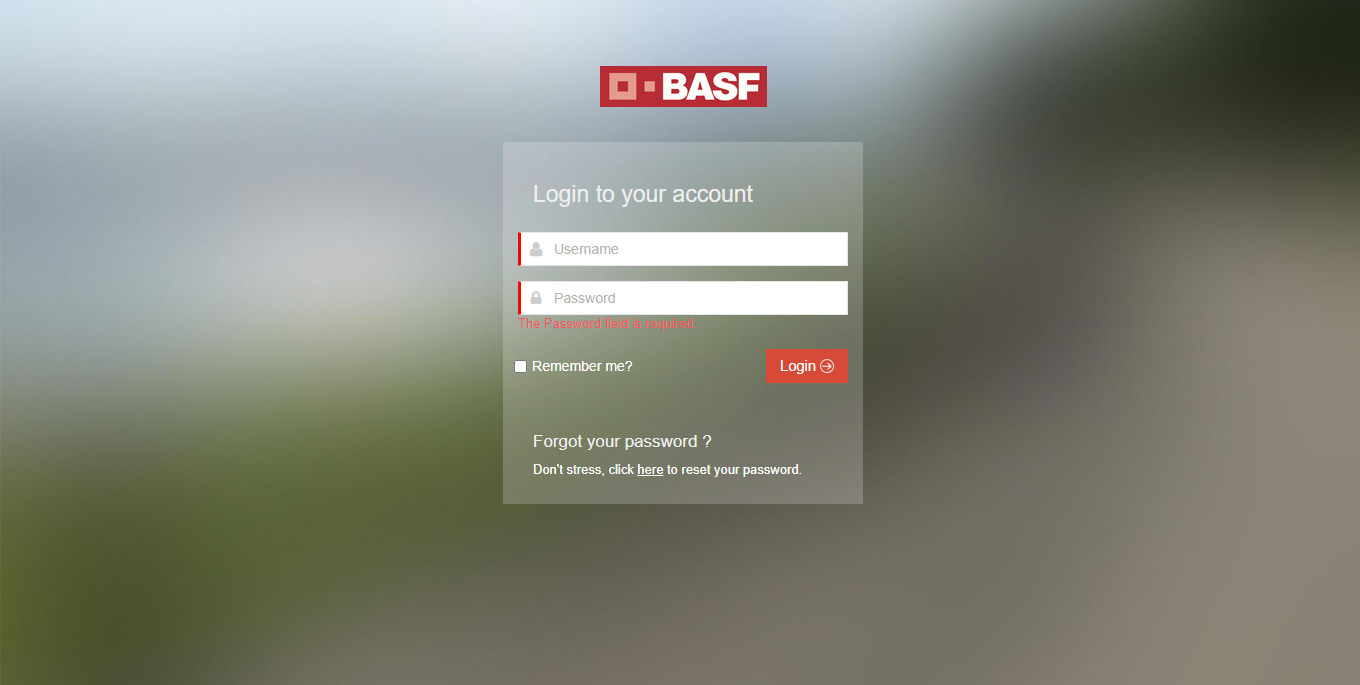 BASF
Login to your account
Username
Password
The Password field is required.
Remember me?
Login
Forgot your password ?
Don't stress, click here to reset your password.